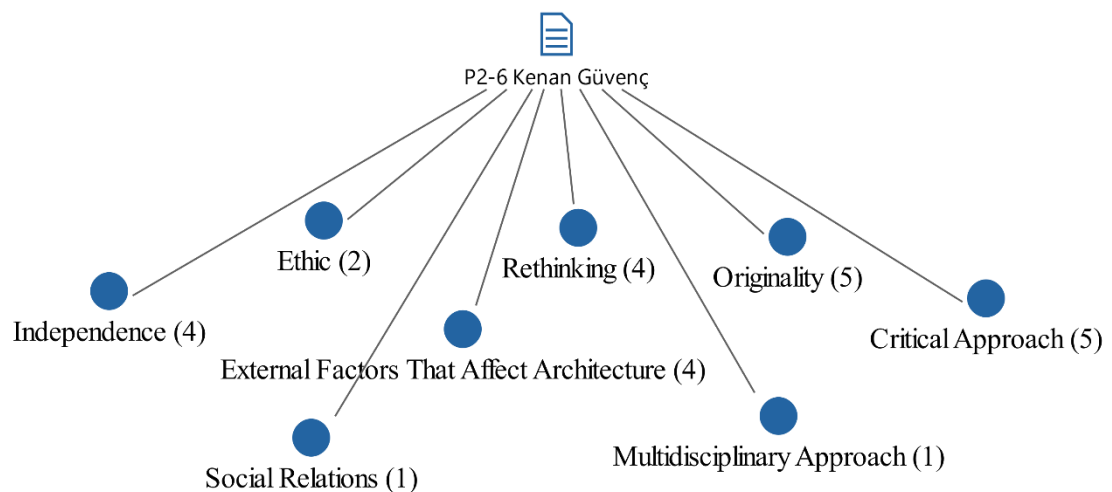 P2-6 Kenan Güvenç
Ethic (2)
Rethinking (4)
Originality (5)
Independence (4)
Critical Approach (5)
External Factors That Affect Architecture (4)
Multidisciplinary Approach (1)
Social Relations (1)